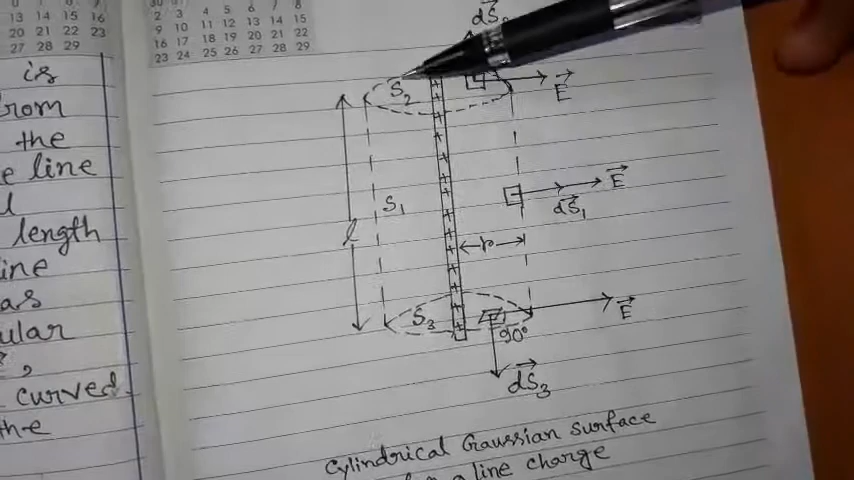 30 31
2 3 4 5 6 7 8
9 10 11 12 13 14 15
16 17 18 19 20 21 22
23 24 25 26 27 28 29
13 14 15 16
20 21 22 23
27 28 29
is
from
the
e line
length
ine
as
ular
curved
the
dS
S2
E
S1
E
dS1
l
r
S3
E
90°
dS3
Cylindrical Gaussian surface
a line charge